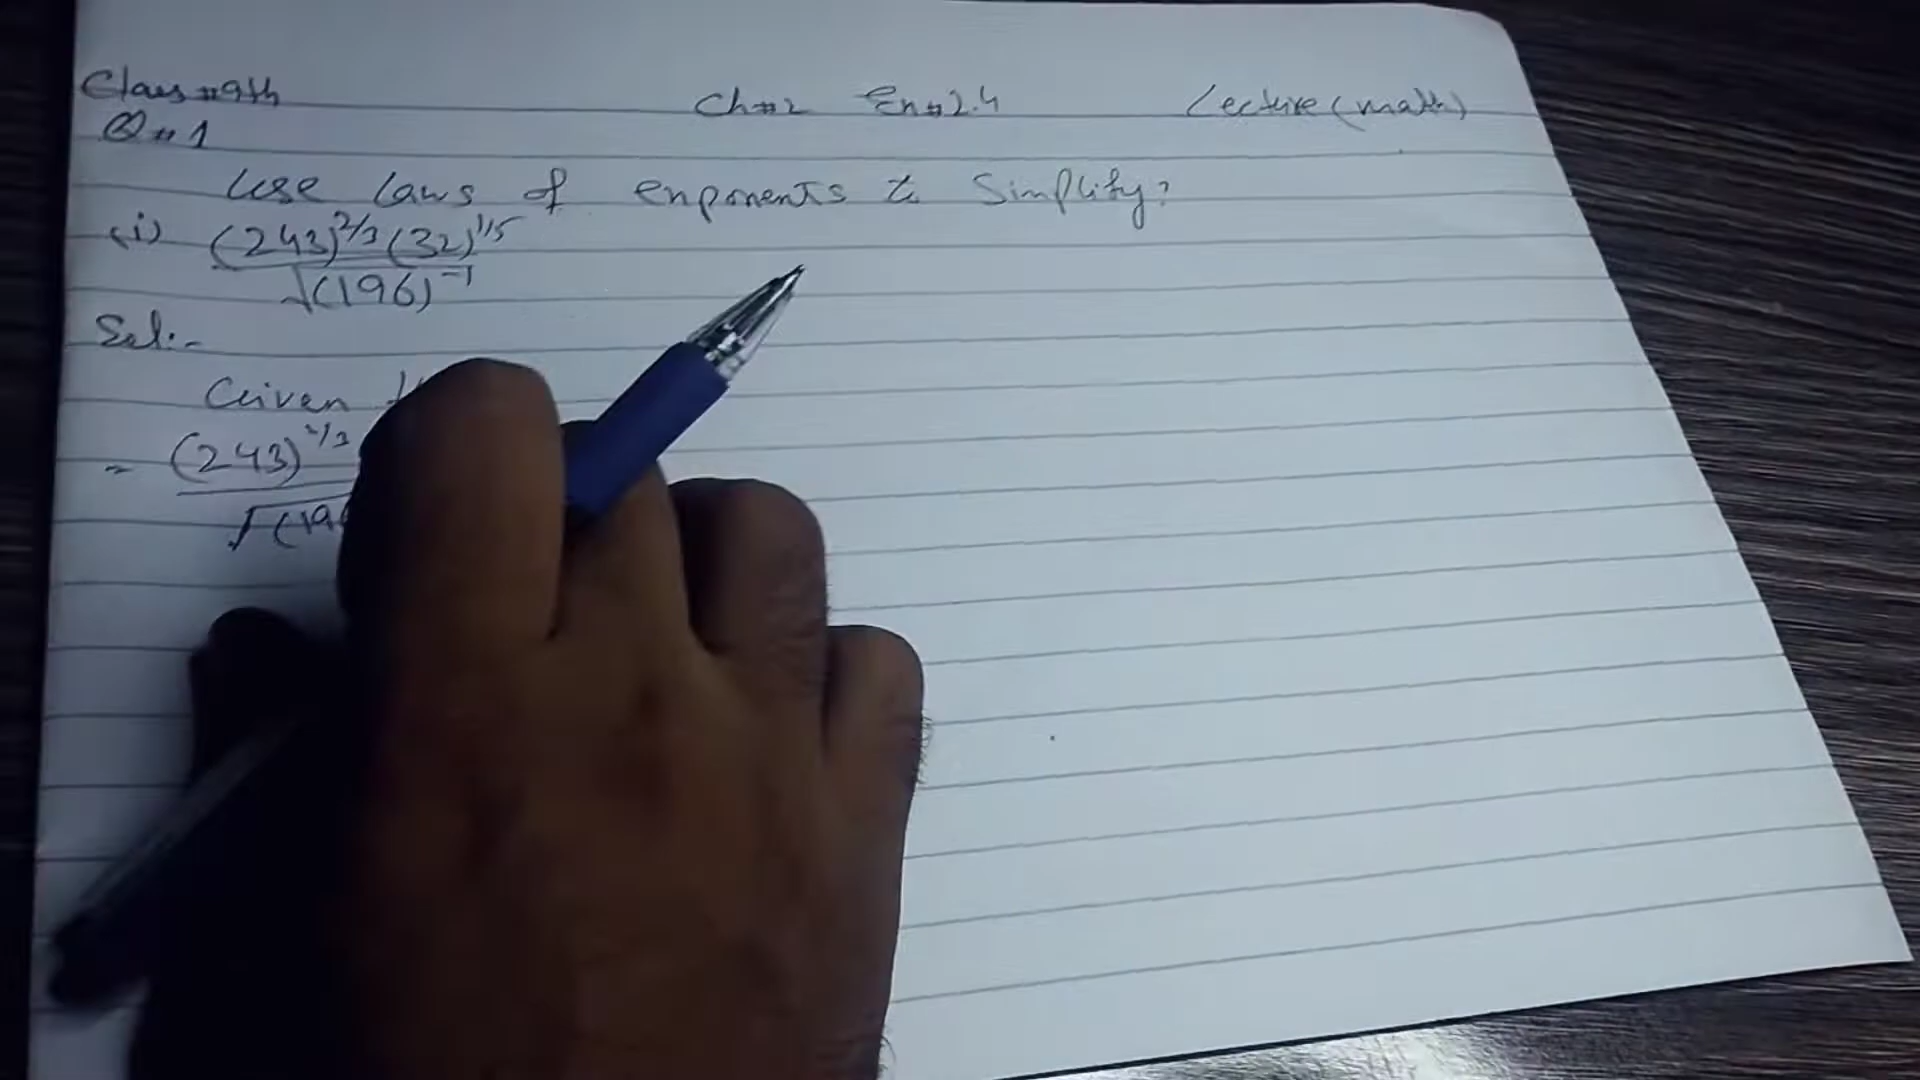 Class #9th Ch#2 Ex#2.4 Lecture (math)
Q#1
Use laws of exponents to Simplify?
(i) (243)^2/3 (32)^1/5
√(196)^-1
Sol:-
Given
= (243)^2/3
√(196